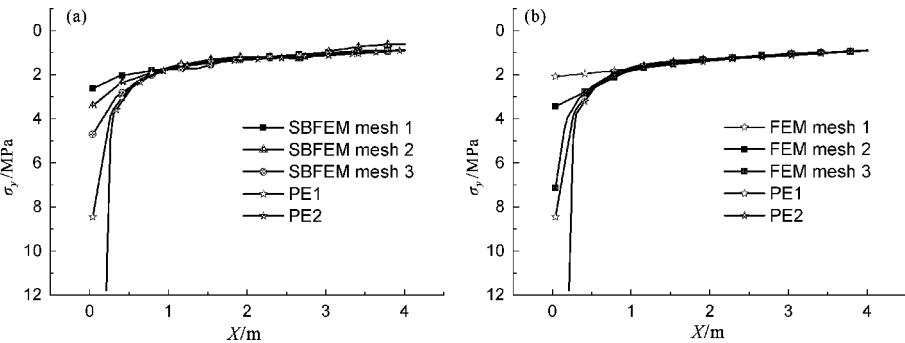 (a)
0
2
4
6
8
10
12
σy/MPa
SBFEM mesh 1
SBFEM mesh 2
SBFEM mesh 3
PE1
PE2
0 1 2 3 4
X/m
(b)
0
2
4
6
8
10
12
σy/MPa
FEM mesh 1
FEM mesh 2
FEM mesh 3
PE1
PE2
0 1 2 3 4
X/m